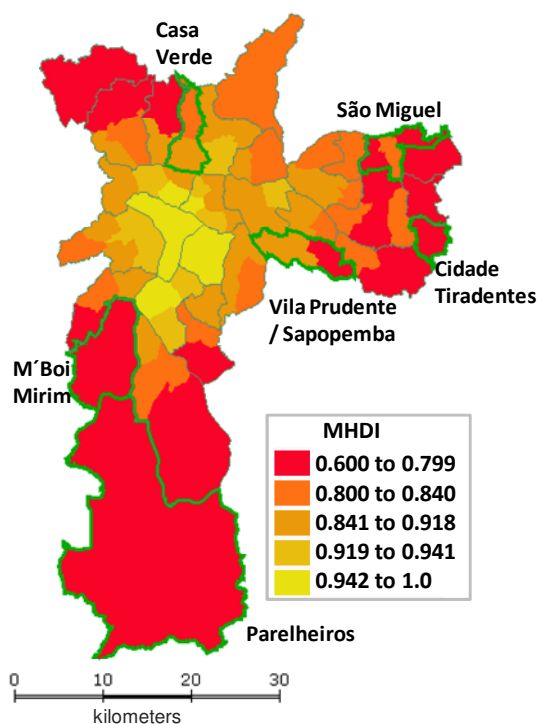 Casa
Verde
São Miguel
Cidade
Tiradentes
Vila Prudente
/ Sapopemba
M´Boi
Mirim
MHDI
0.600 to 0.799
0.800 to 0.840
0.841 to 0.918
0.919 to 0.941
0.942 to 1.0
Parelheiros
0 10 20 30
kilometers